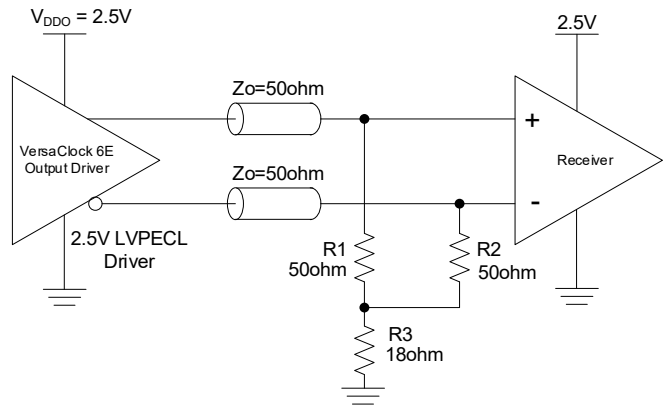 VDDO = 2.5V
2.5V
Zo=50ohm
+
VersaClock 6E
Output Driver
Receiver
Zo=50ohm
-
2.5V LVPECL
Driver
R1
50ohm
R2
50ohm
R3
18ohm